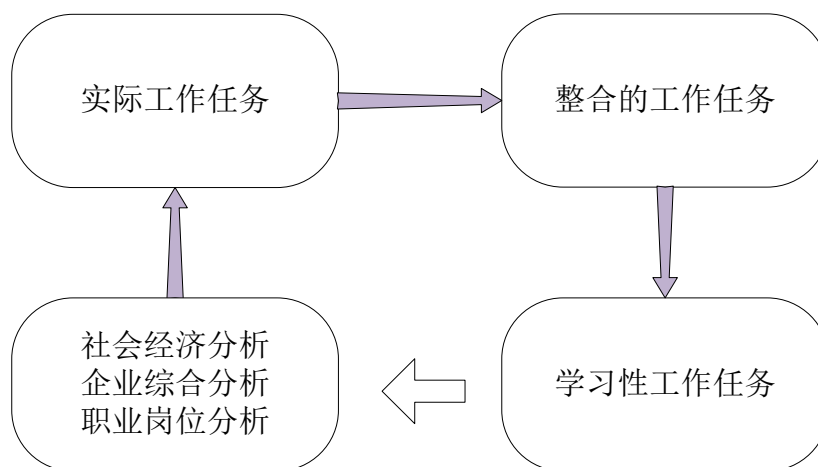 实际工作任务
整合的工作任务
社会经济分析
企业综合分析
职业岗位分析
学习性工作任务